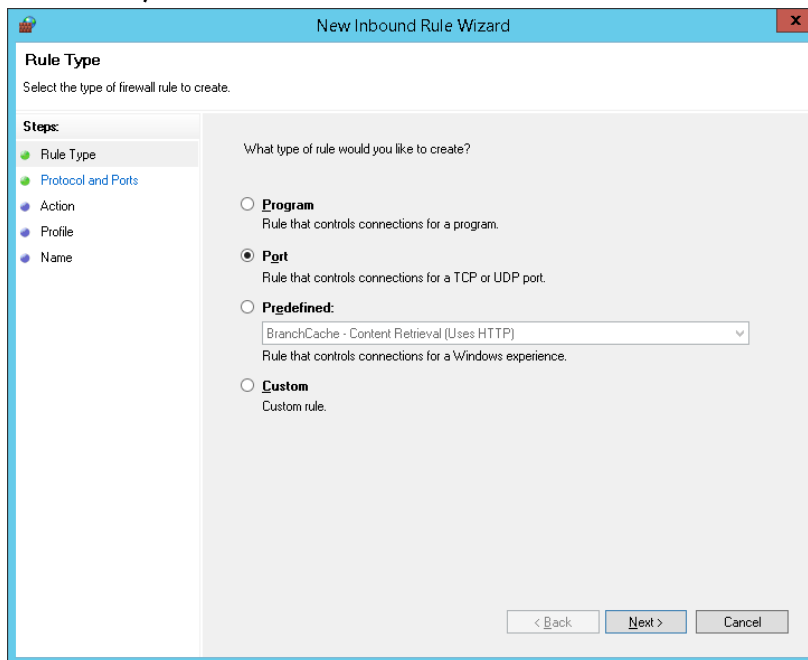 New Inbound Rule Wizard
x
Rule Type
Select the type of firewall rule to create.
Steps:
Rule Type
Protocol and Ports
Action
Profile
Name
What type of rule would you like to create?
Program
Rule that controls connections for a program.
Port
Rule that controls connections for a TCP or UDP port.
Predefined:
BranchCache - Content Retrieval (Uses HTTP)
Rule that controls connections for a Windows experience.
Custom
Custom rule.
< Back Next > Cancel